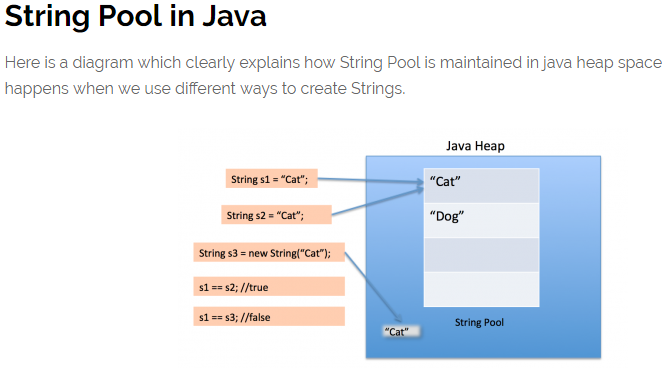 String Pool in Java
Here is a diagram which clearly explains how String Pool is maintained in java heap space
happens when we use different ways to create Strings.
Java Heap
String s1 = “Cat”;
“Cat”
String s2 = “Cat”;
“Dog”
String s3 = new String(“Cat”);
s1 == s2; //true
s1 == s3; //false
String Pool
“Cat”